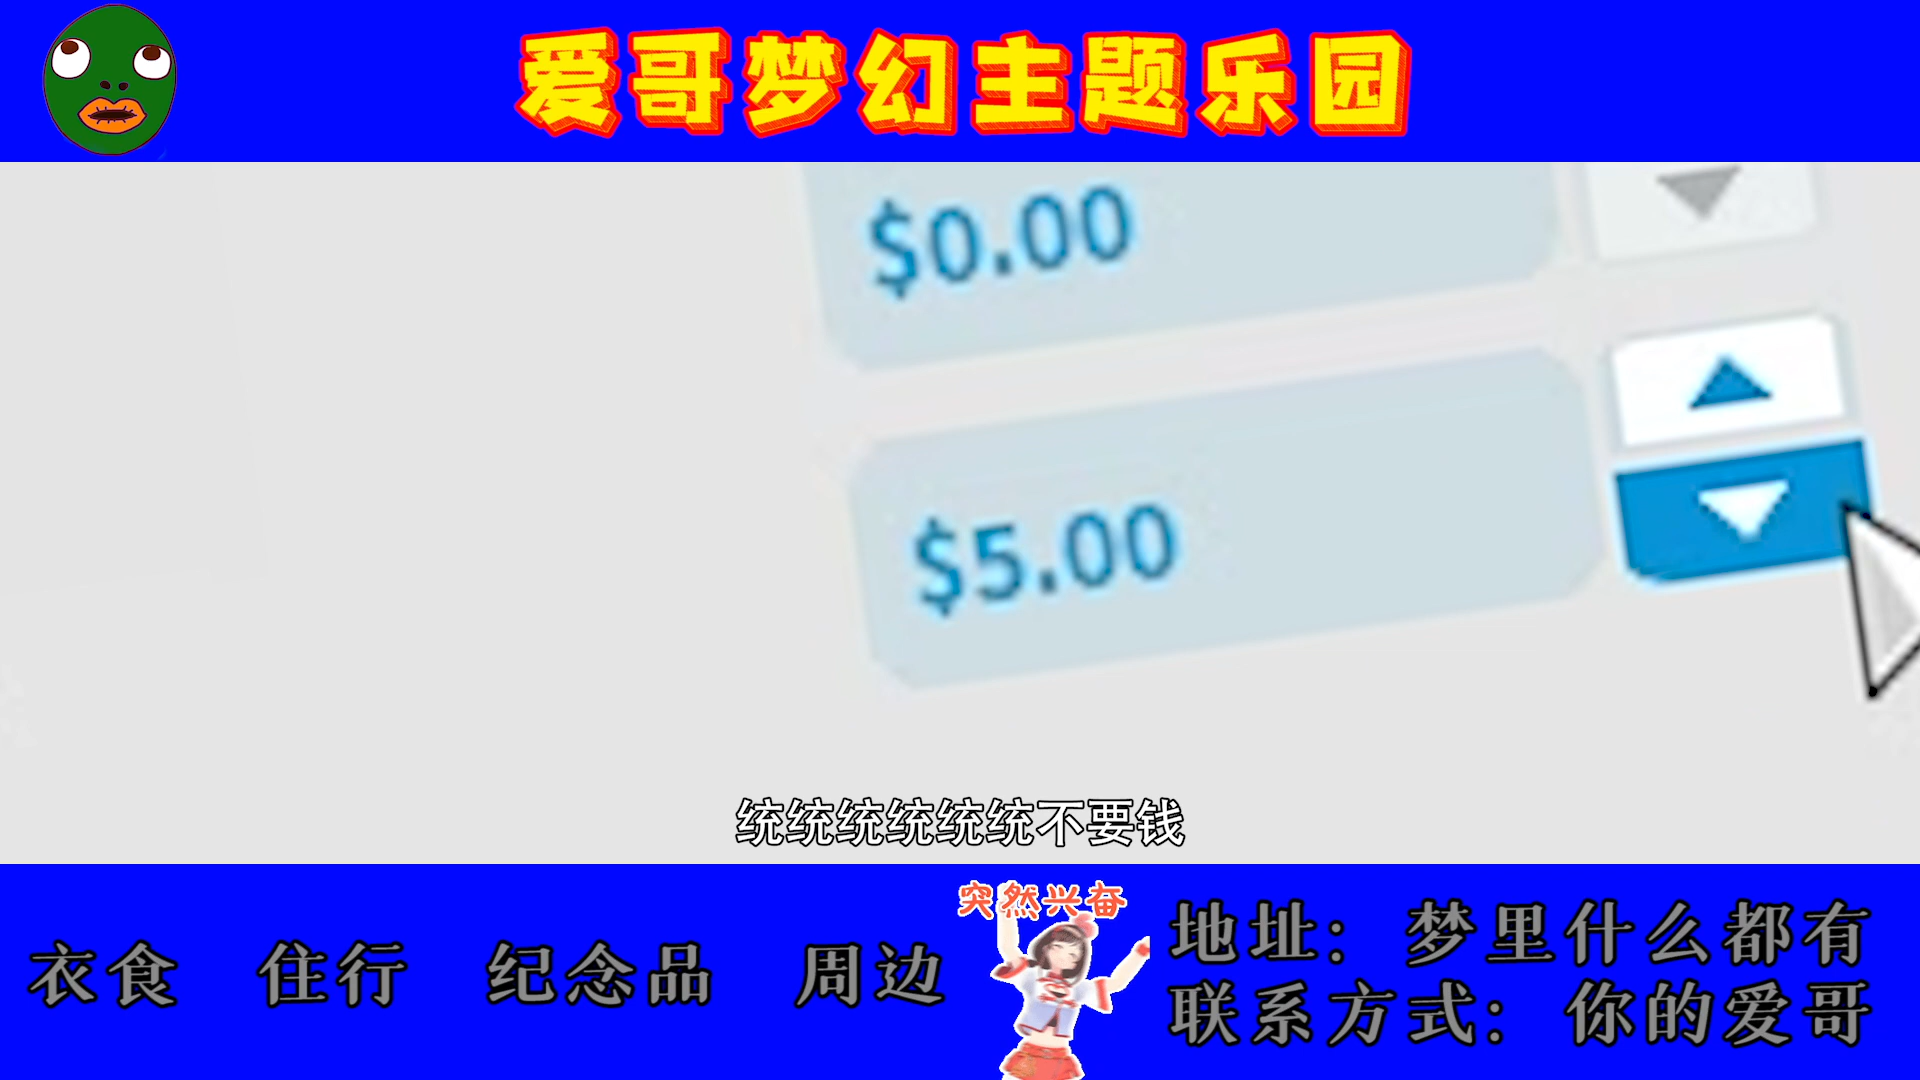 爱哥梦幻主题乐园
$0.00
$5.00
统统统统统统不要钱
突然兴奋
衣食 住行 纪念品 周边
地址：梦里什么都有
联系方式：你的爱哥